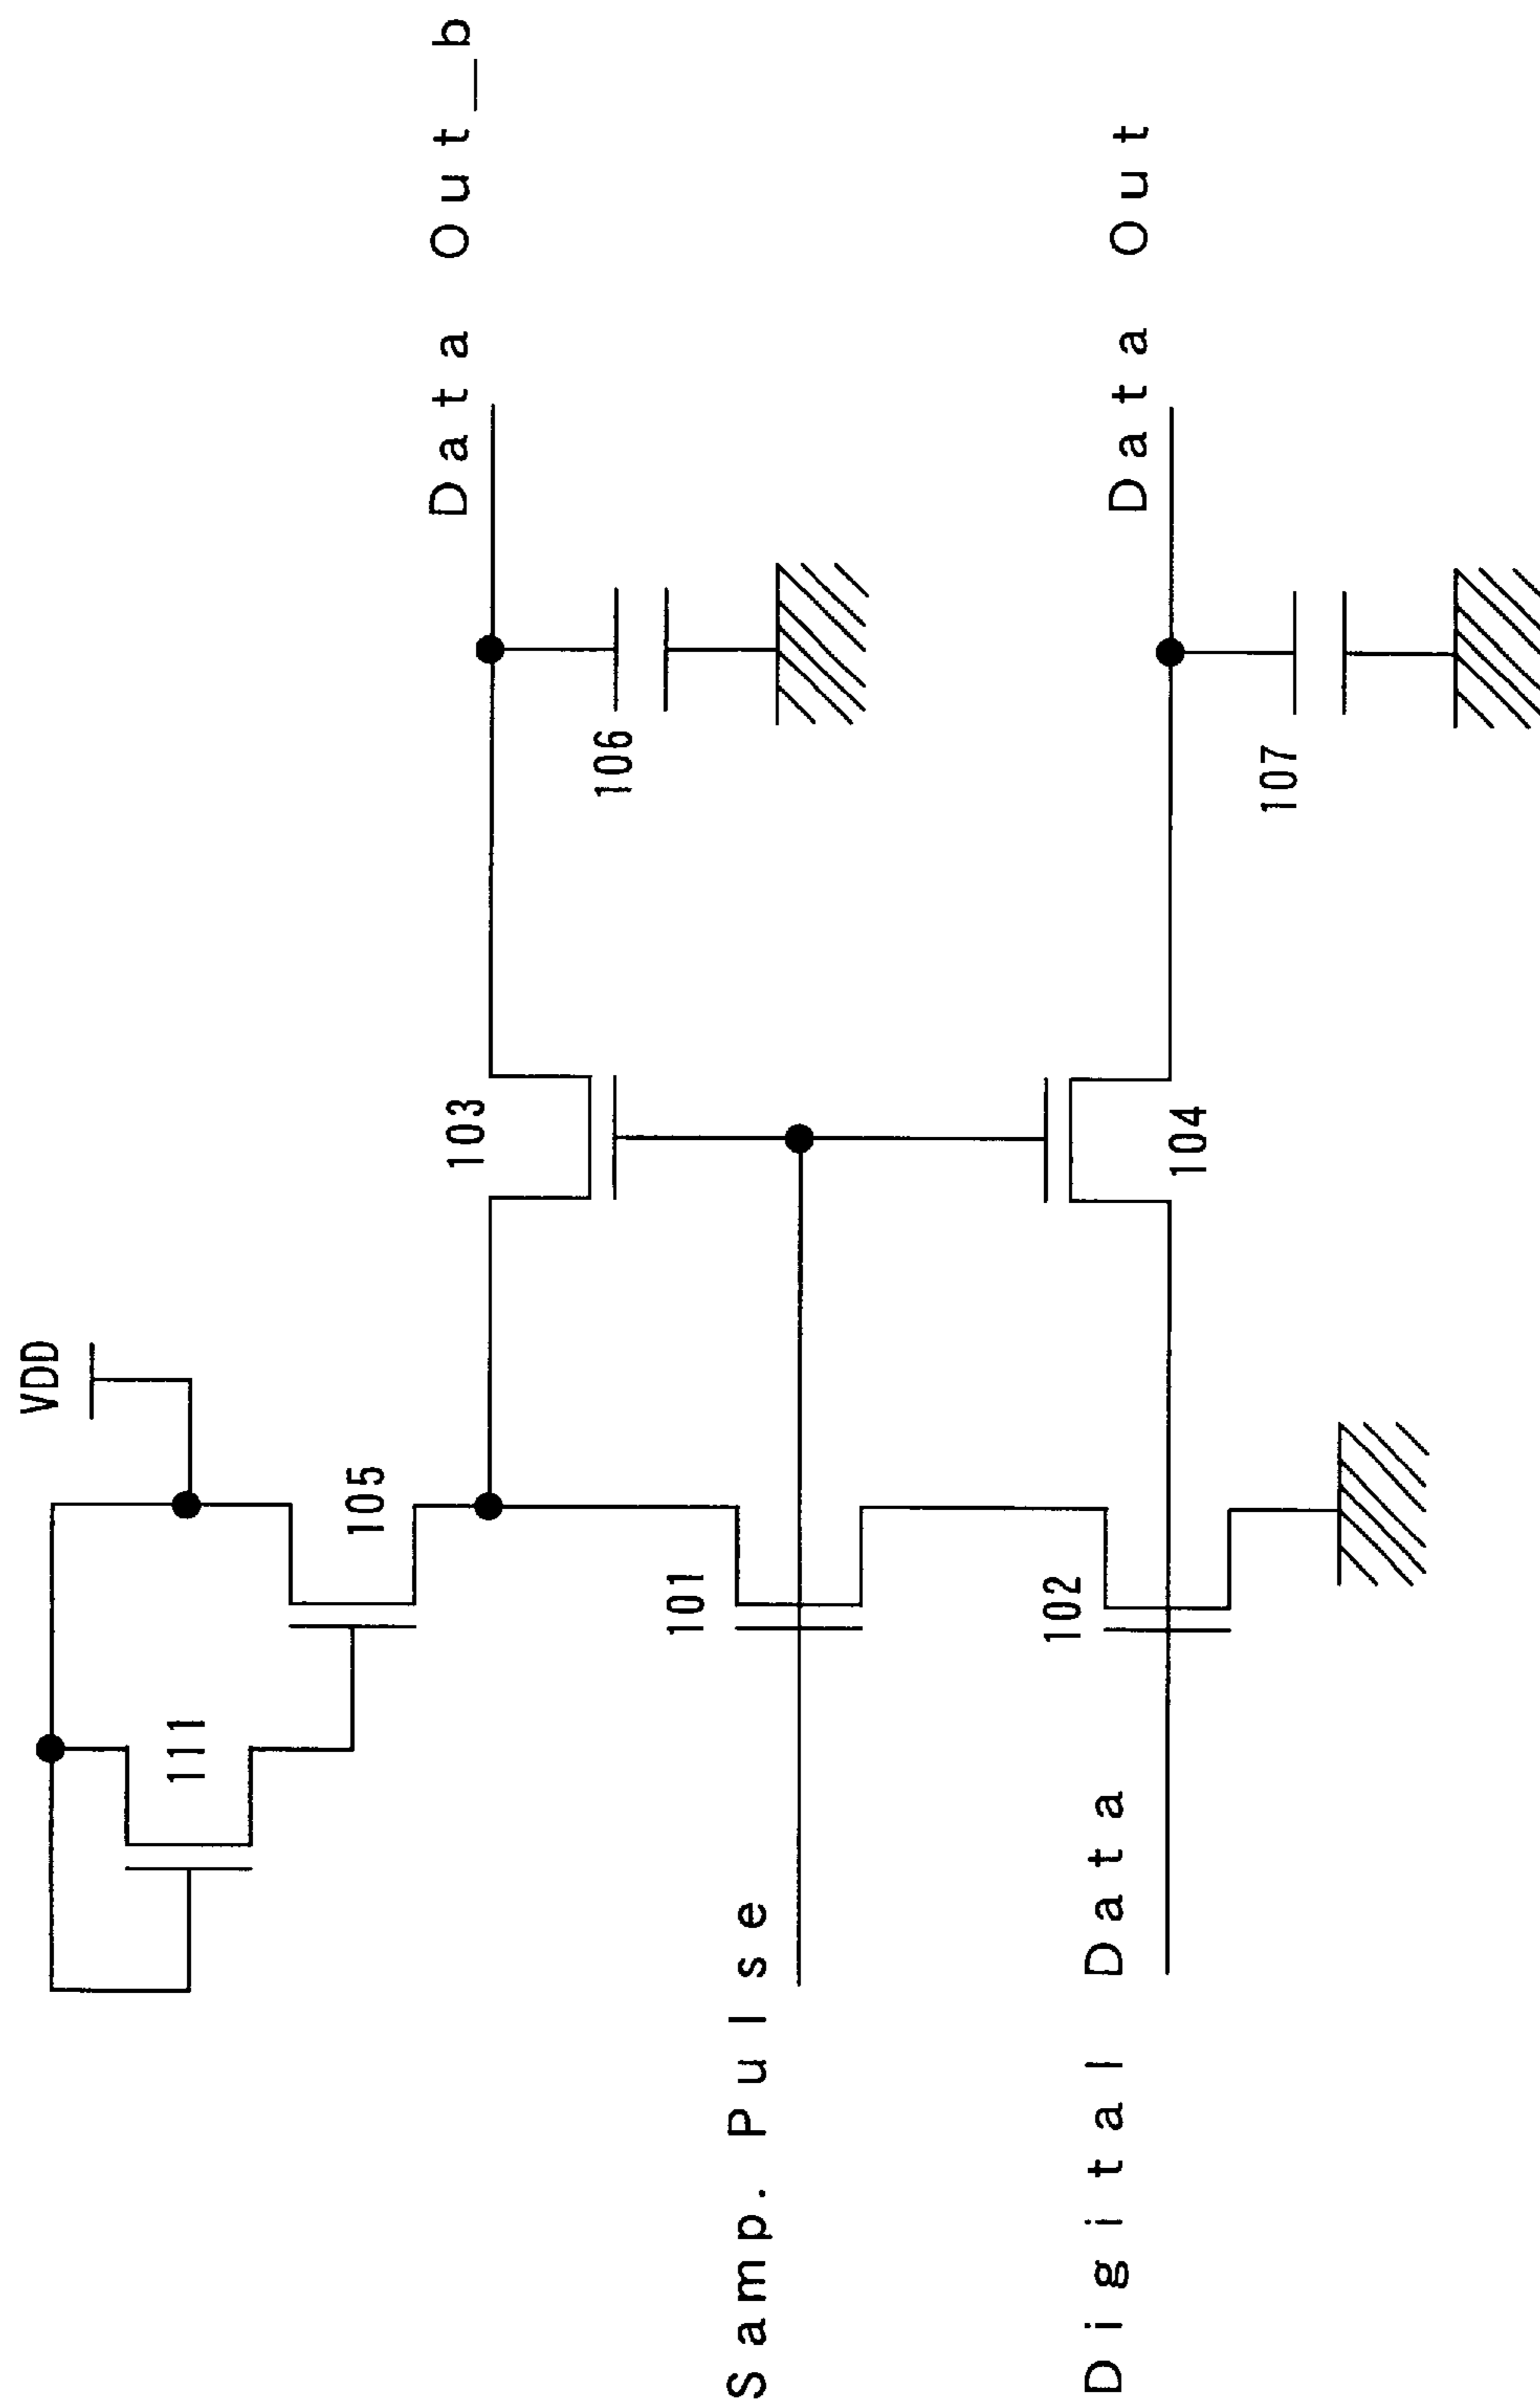 VDD
111
105
Data Out_b
103
106
Samp. Pulse
101
Digital Data
102
104
Data Out
107